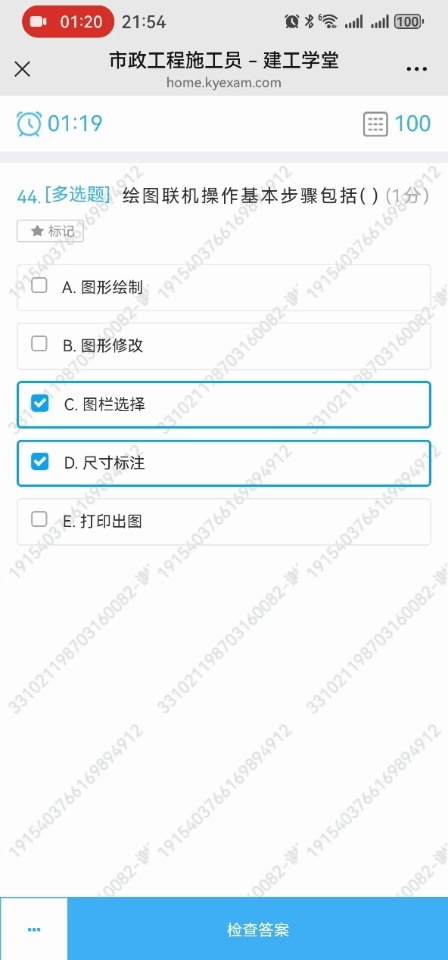 01:20 21:54 6 100
市政工程施工员 – 建工学堂
home.kyexam.com
01:19 100
44.[多选题] 绘图联机操作基本步骤包括( ) (1分)
★ 标记
A. 图形绘制
B. 图形修改
C. 图栏选择
D. 尺寸标注
E. 打印出图
1915403766169894912
331021198703160082-谢
检查答案